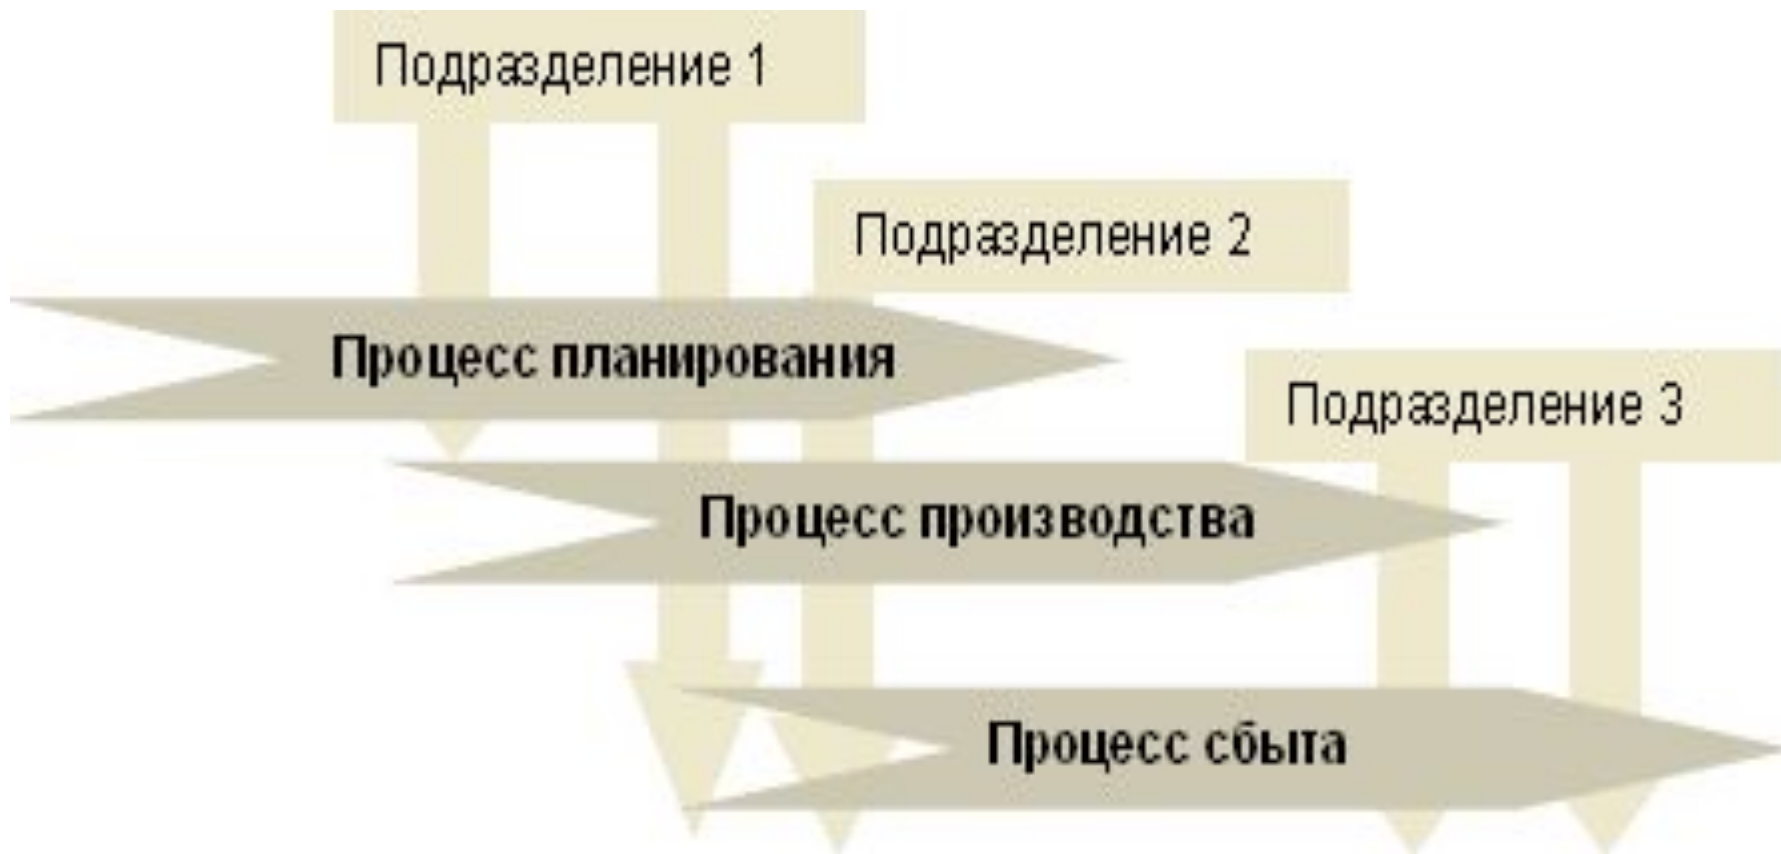 Подразделение 1
Подразделение 2
Процесс планирования
Подразделение 3
Процесс производства
Процесс сбыта